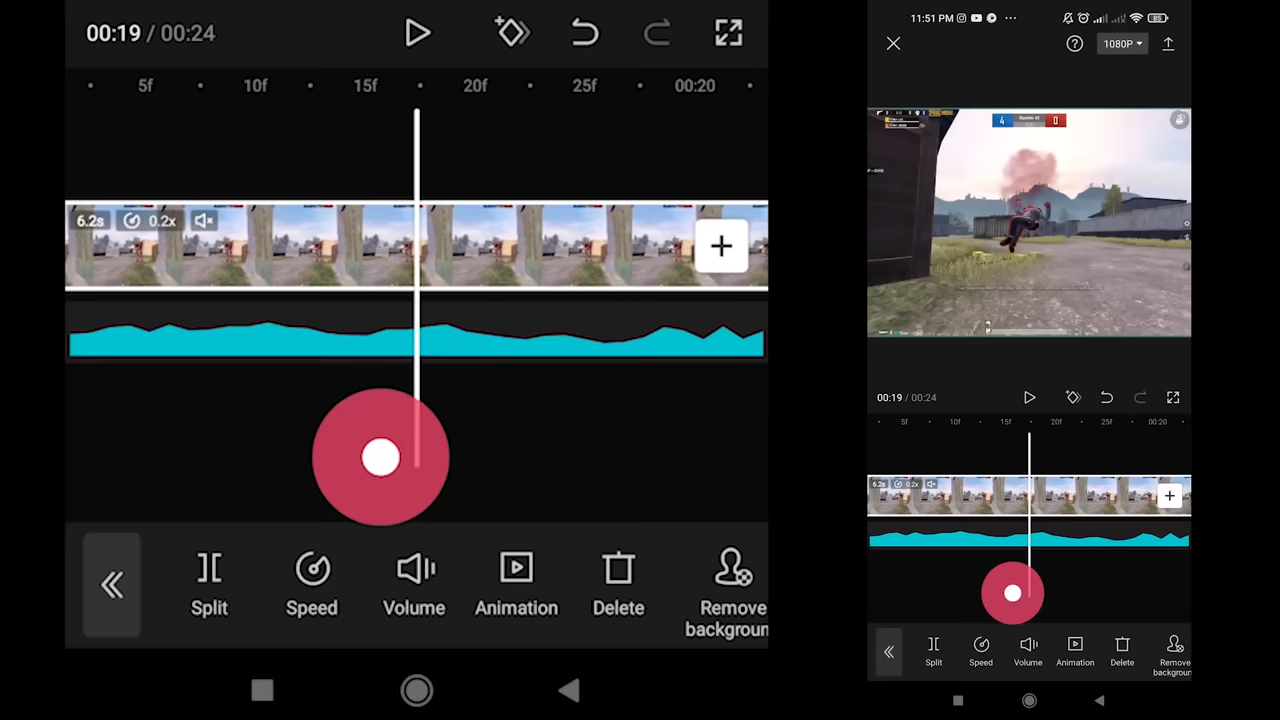 00:19 / 00:24
5f 10f 15f 20f 25f 00:20
6.2s 0.2x
+
Split Speed Volume Animation Delete Remove
backgroun
11:51 PM
85
1080P
4 0
00:19 / 00:24
5f 10f 15f 20f 25f 00:20
6.2s 0.2x
+
Split Speed Volume Animation Delete Remove
backgroun